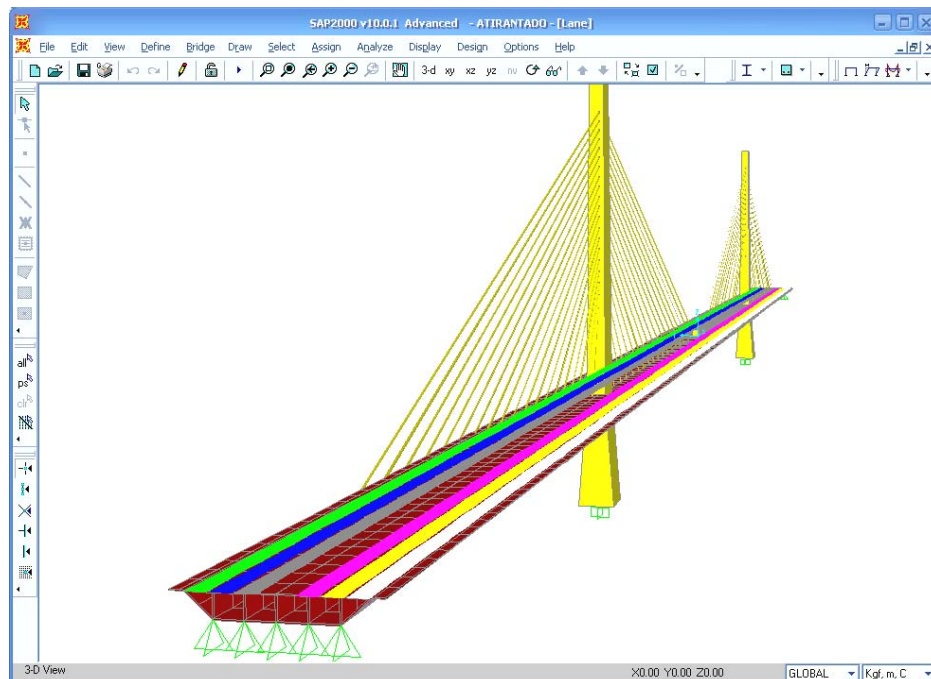 SAP2000 v10.0.1 Advanced - ATIRANTADO - [Lane]
File Edit View Define Bridge Draw Select Assign Analyze Display Design Options Help
3-d xy xz yz nv
all
ps
clr
3-D View
X0.00 Y0.00 Z0.00
GLOBAL
Kgf, m, C